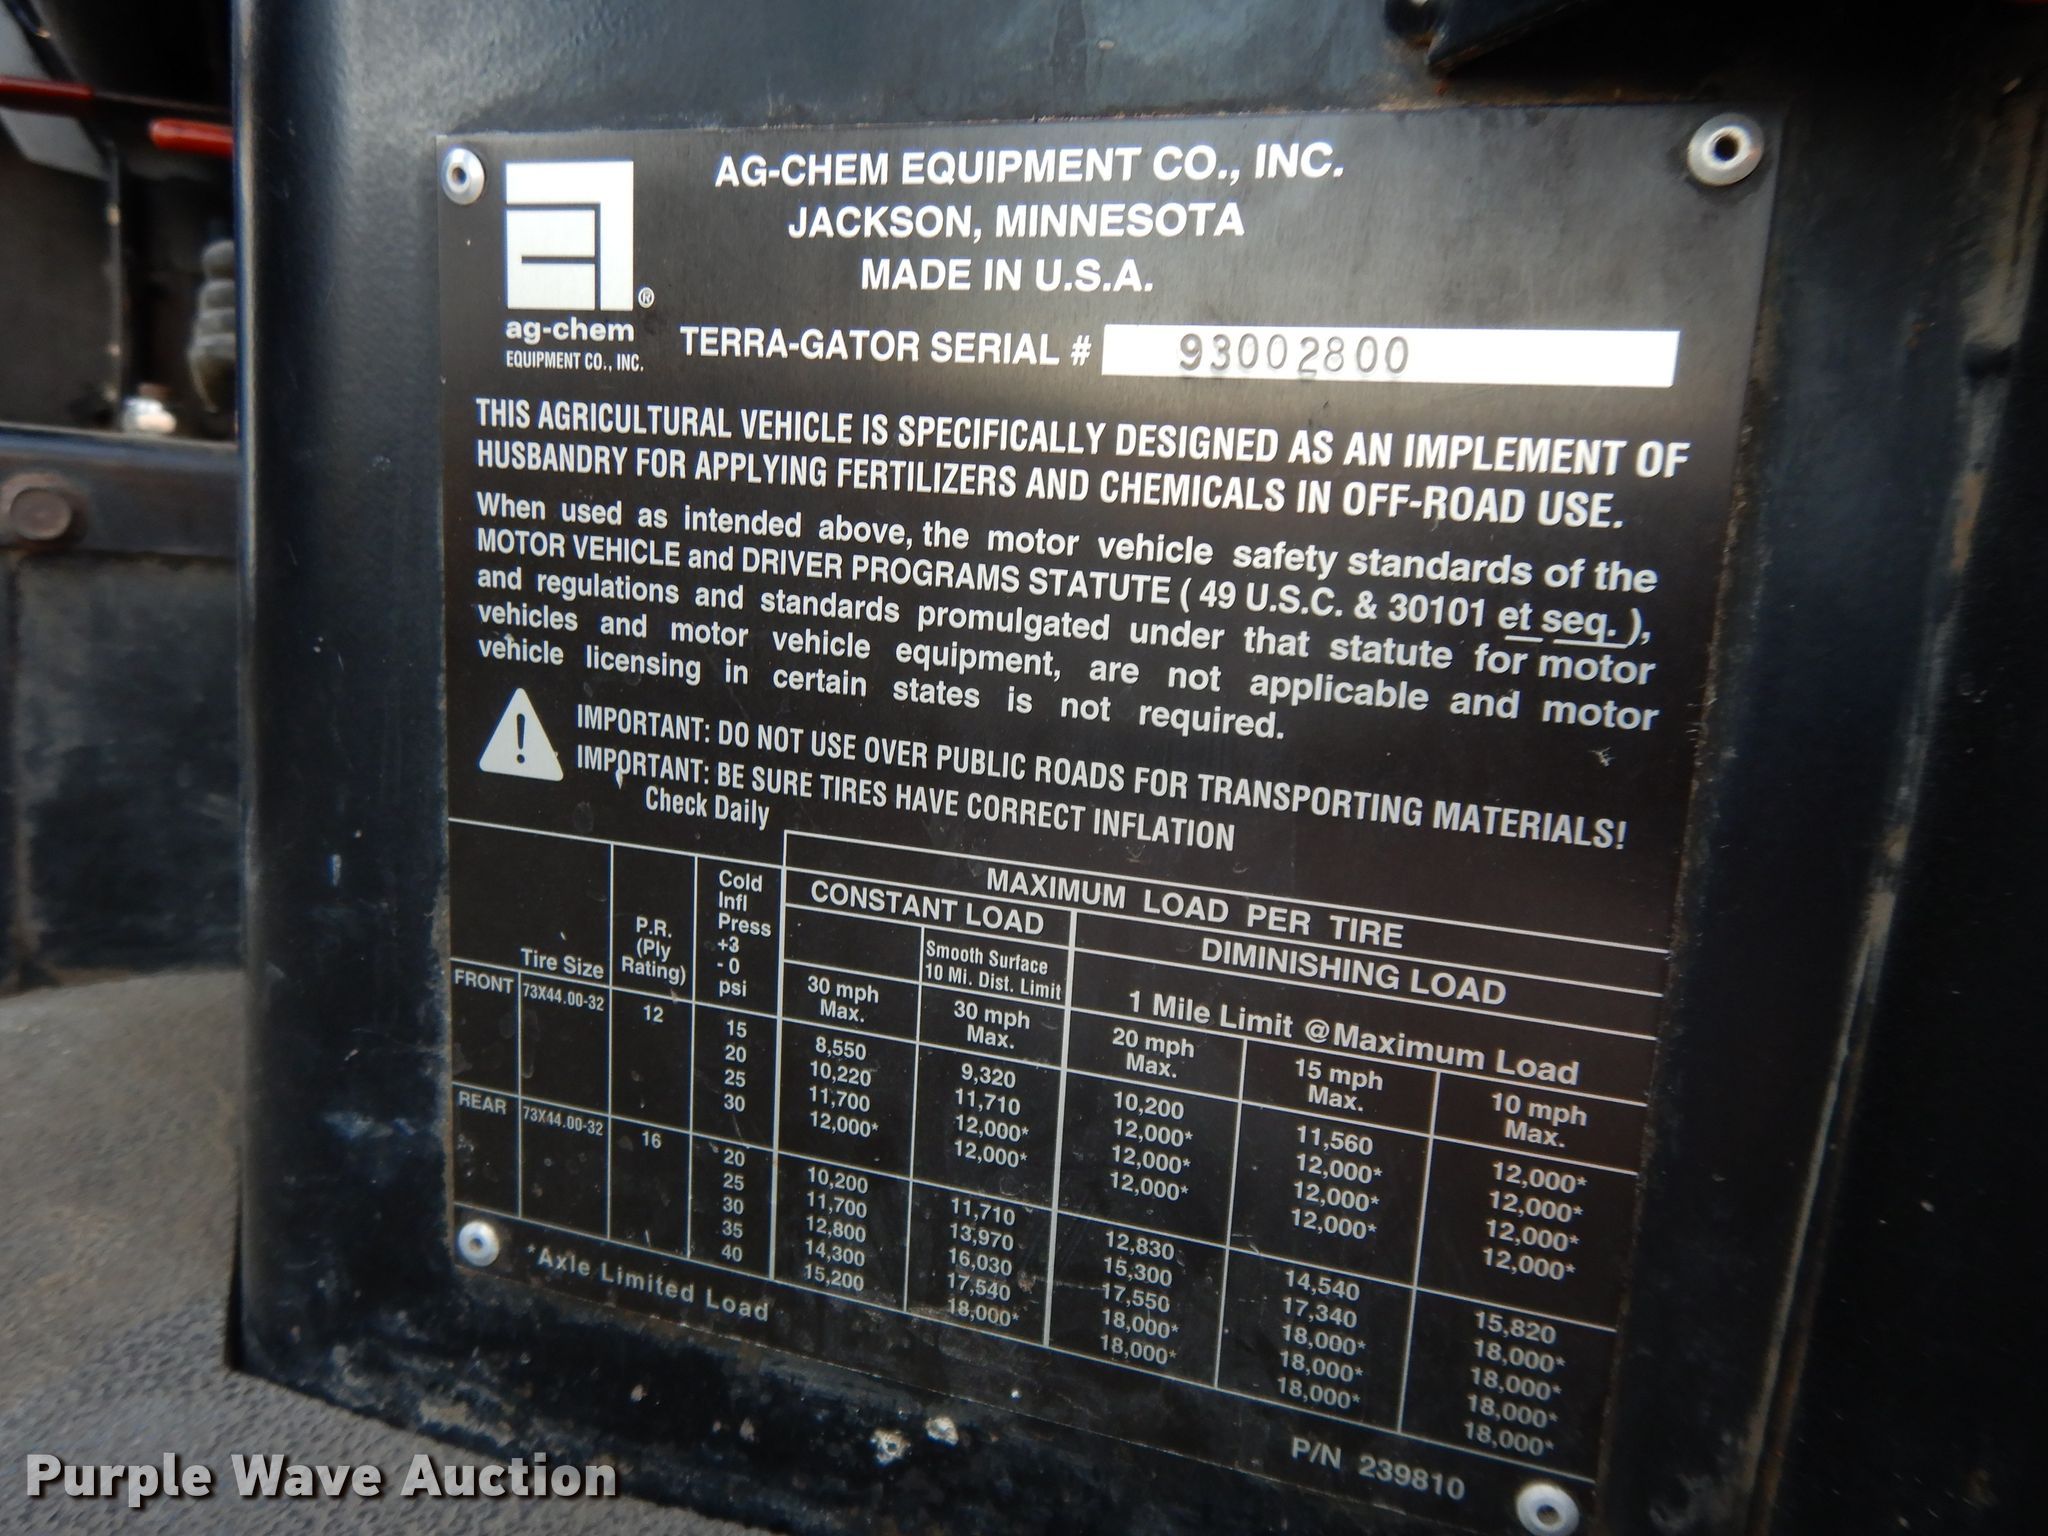 AG-CHEM EQUIPMENT CO., INC.
JACKSON, MINNESOTA
MADE IN U.S.A.
®
ag-chem
EQUIPMENT CO., INC.
TERRA-GATOR SERIAL # 93002800
THIS AGRICULTURAL VEHICLE IS SPECIFICALLY DESIGNED AS AN IMPLEMENT OF
HUSBANDRY FOR APPLYING FERTILIZERS AND CHEMICALS IN OFF-ROAD USE.
When used as intended above, the motor vehicle safety standards of the
MOTOR VEHICLE and DRIVER PROGRAMS STATUTE ( 49 U.S.C. & 30101 et seq. ),
and regulations and standards promulgated under that statute for motor
vehicles and motor vehicle equipment, are not applicable and motor
vehicle licensing in certain states is not required.
IMPORTANT: DO NOT USE OVER PUBLIC ROADS FOR TRANSPORTING MATERIALS!
IMPORTANT: BE SURE TIRES HAVE CORRECT INFLATION
Check Daily
MAXIMUM LOAD PER TIRE
CONSTANT LOAD DIMINISHING LOAD
Tire Size
P.R.
(Ply
Rating)
Cold
Infl
Press
+3
- 0
psi
30 mph
Max.
Smooth Surface
10 Mi. Dist. Limit
30 mph
Max.
1 Mile Limit @Maximum Load
20 mph
Max.
15 mph
Max.
10 mph
Max.
FRONT 73X44.00-32 12
15 8,550 9,320 10,200 11,560 12,000*
20 10,220 11,710 12,000* 12,000* 12,000*
25 11,700 12,000* 12,000* 12,000* 12,000*
30 12,000* 12,000* 12,000* 12,000* 12,000*
REAR 73X44.00-32 16
20 10,200 11,710 12,830 14,540 15,820
25 11,700 13,970 15,300 17,340 18,000*
30 12,800 16,030 17,550 18,000* 18,000*
35 14,300 17,540 18,000* 18,000* 18,000*
40 15,200 18,000* 18,000* 18,000* 18,000*
*Axle Limited Load
P/N 239810
Purple Wave Auction